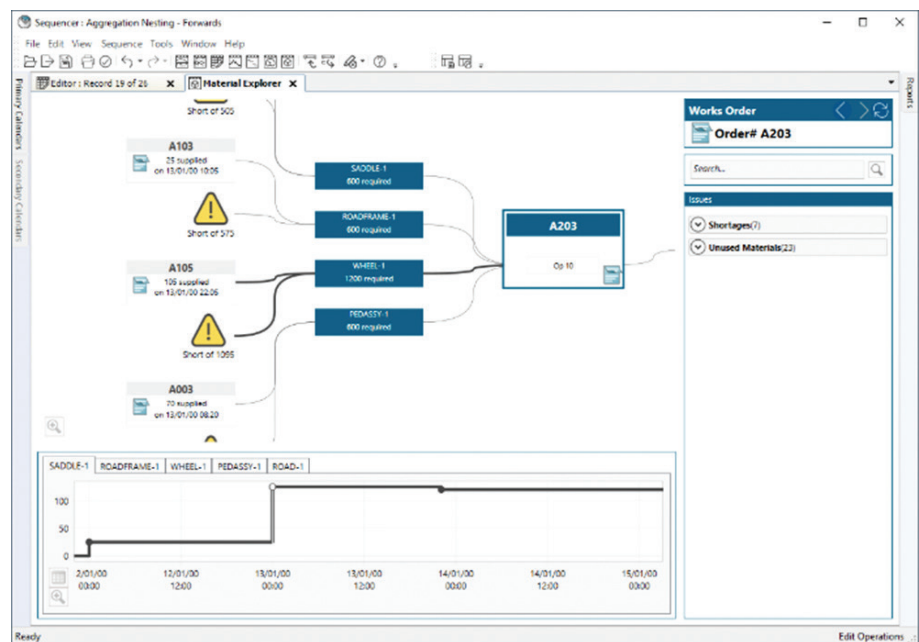 Sequencer : Aggregation Nesting - Forwards
File Edit View Sequence Tools Window Help
Editor : Record 19 of 26
Material Explorer
Primary Calendars
Secondary Calendars
Reports
Short of 505
A103
25 supplied
on 13/01/00 10:05
Short of 575
A105
105 supplied
on 13/01/00 22:05
Short of 1095
A003
70 supplied
on 13/01/00 08:20
SADDLE-1
600 required
ROADFRAME-1
600 required
WHEEL-1
1200 required
PEDASSY-1
600 required
A203
Op 10
Works Order
Order# A203
Search...
Issues
Shortages(7)
Unused Materials(23)
SADDLE-1 ROADFRAME-1 WHEEL-1 PEDASSY-1 ROAD-1
100
50
0
2/01/00 12/01/00 13/01/00 13/01/00 14/01/00 14/01/00 15/01/00
00:00 12:00 00:00 12:00 00:00 12:00 00:00
Ready
Edit Operations